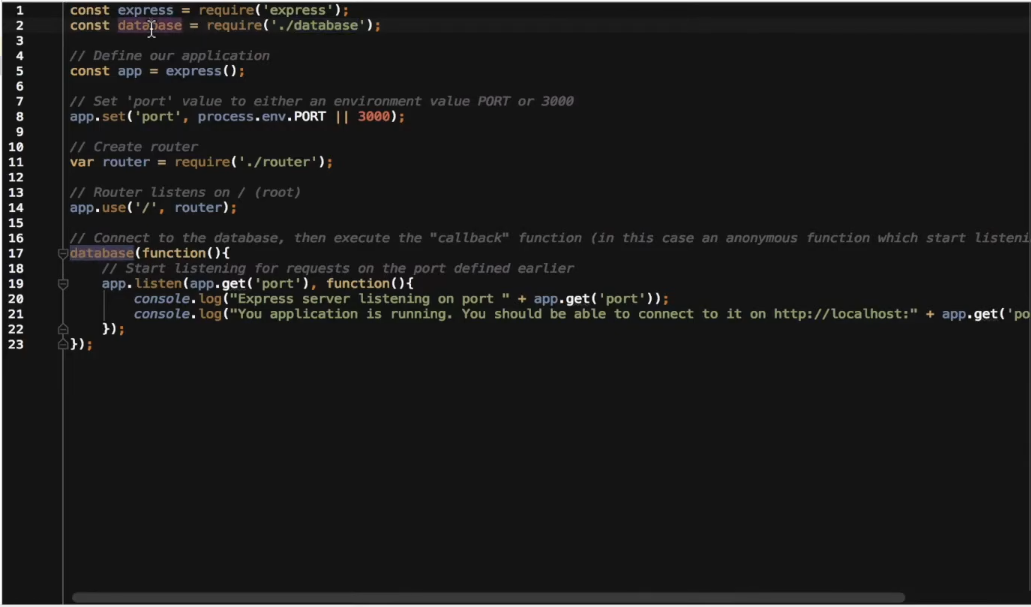 1 const express = require('express');
2 const database = require('./database');
3
4 // Define our application
5 const app = express();
6
7 // Set 'port' value to either an environment value PORT or 3000
8 app.set('port', process.env.PORT || 3000);
9
10 // Create router
11 var router = require('./router');
12
13 // Router listens on / (root)
14 app.use('/', router);
15
16 // Connect to the database, then execute the "callback" function (in this case an anonymous function which start listeni
17 database(function(){
18 // Start listening for requests on the port defined earlier
19 app.listen(app.get('port'), function(){
20 console.log("Express server listening on port " + app.get('port'));
21 console.log("You application is running. You should be able to connect to it on http://localhost:" + app.get('po
22 });
23 });